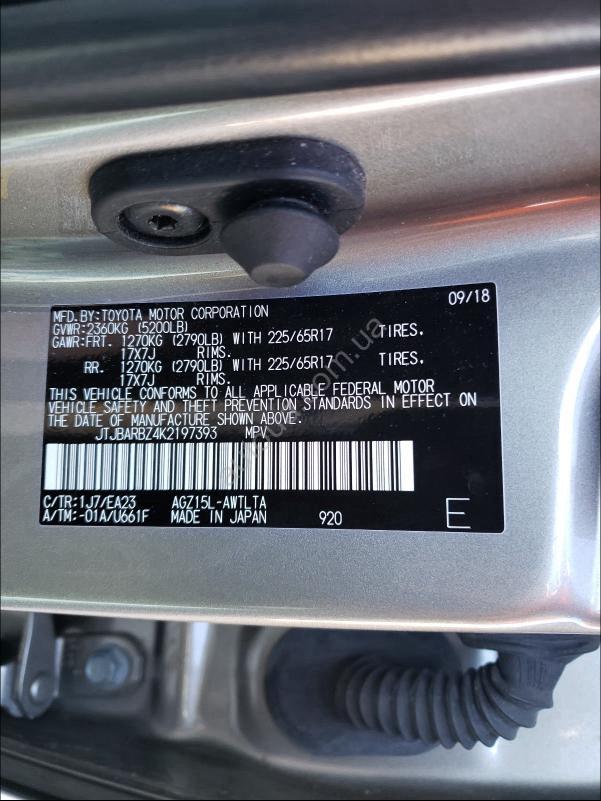 09/18
MFD.BY:TOYOTA MOTOR CORPORATION
GVWR:2360KG (5200LB)
GAWR:FRT. 1270KG (2790LB) WITH 225/65R17 TIRES.
17X7J RIMS.
RR. 1270KG (2790LB) WITH 225/65R17 TIRES.
17X7J RIMS.
THIS VEHICLE CONFORMS TO ALL APPLICABLE FEDERAL MOTOR
VEHICLE SAFETY AND THEFT PREVENTION STANDARDS IN EFFECT ON
THE DATE OF MANUFACTURE SHOWN ABOVE.
JTJBARBZ4K2197393 MPV
C/TR:1J7/EA23 AGZ15L-AWTLTA
A/TM:-01A/U661F MADE IN JAPAN 920 E